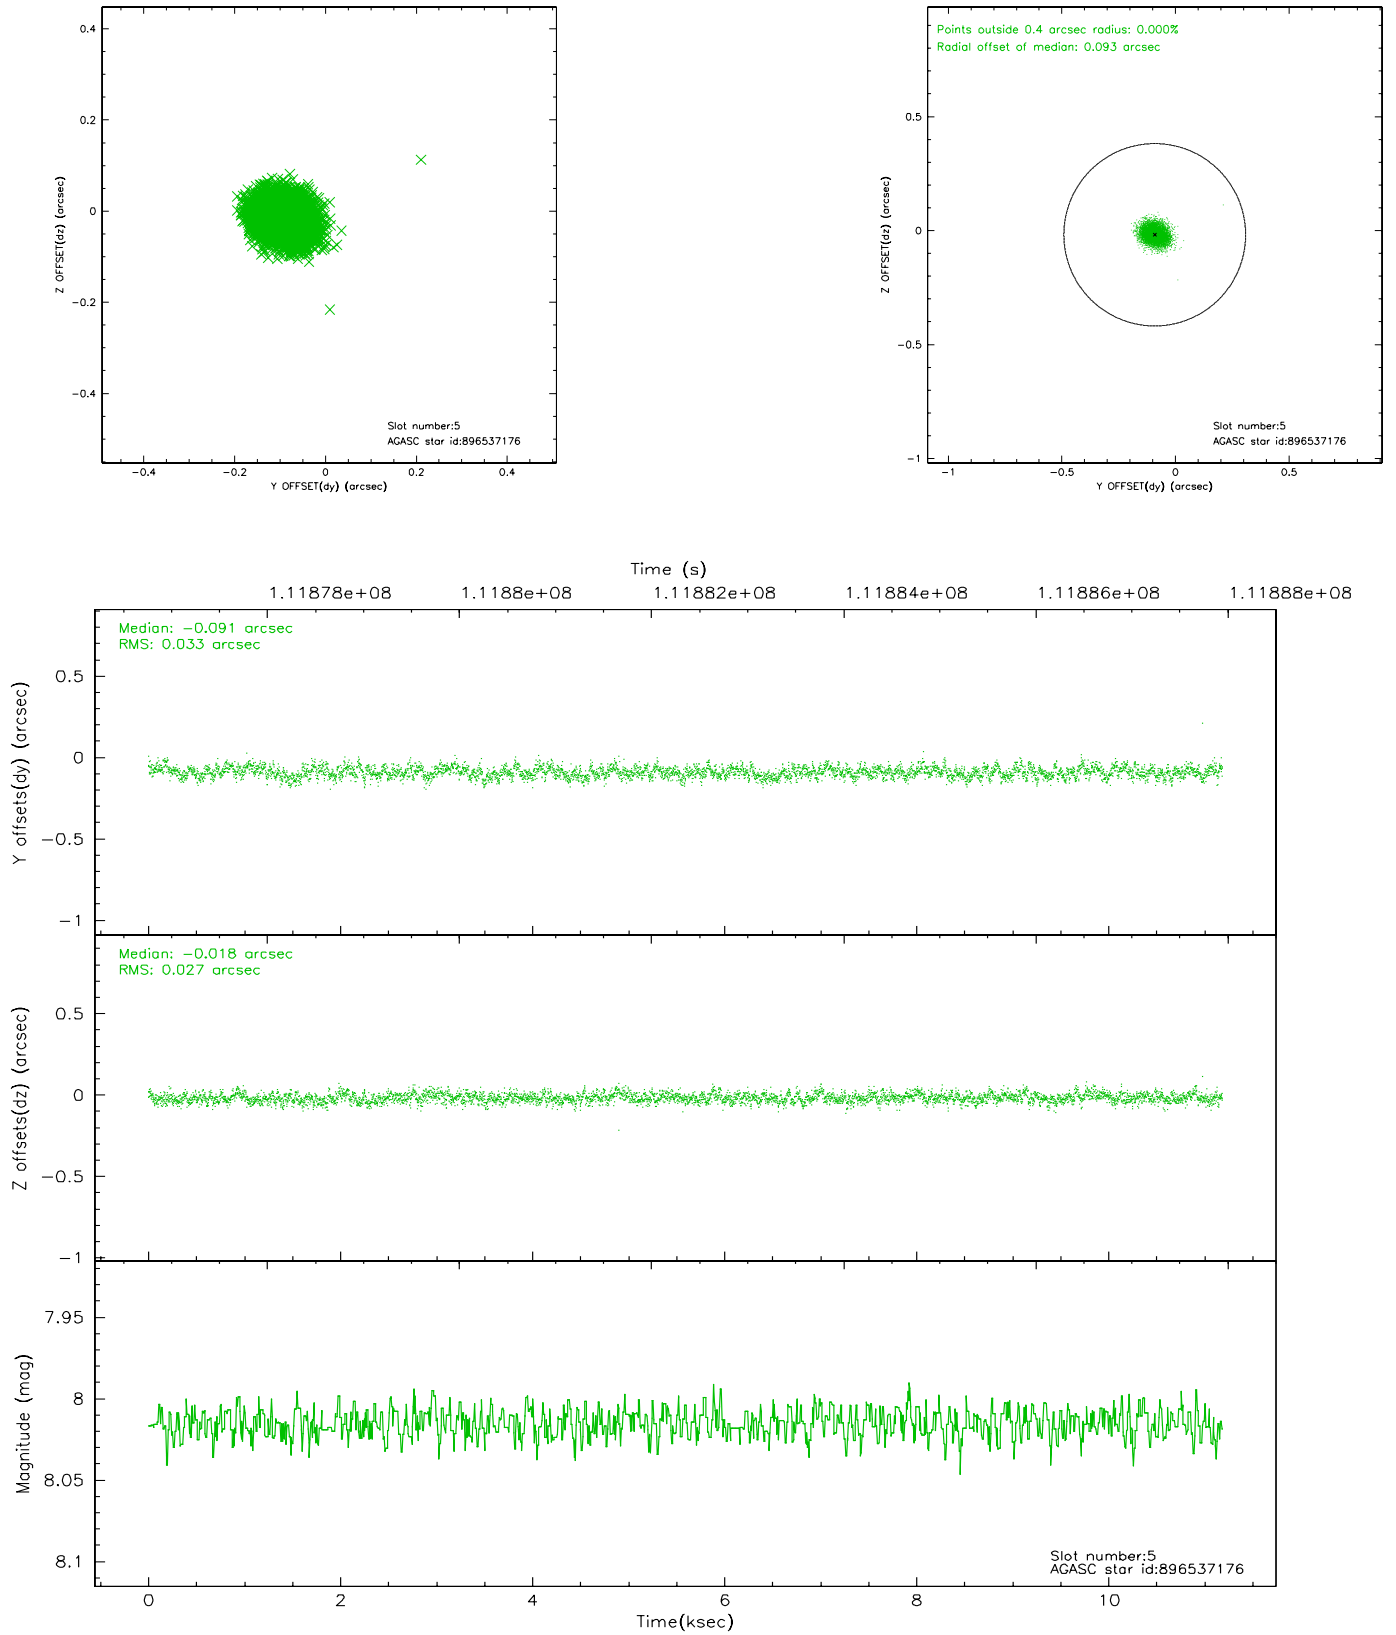 0.4
0.2
0
−0.2
−0.4
Z OFFSET(dz) (arcsec)
Slot number:5
AGASC star id:896537176
−0.4
−0.2
0
0.2
0.4
Y OFFSET(dy) (arcsec)
Points outside 0.4 arcsec radius: 0.000%
Radial offset of median: 0.093 arcsec
0.5
0
−0.5
−1
Z OFFSET(dz) (arcsec)
Slot number:5
AGASC star id:896537176
−1
−0.5
0
0.5
Y OFFSET(dy) (arcsec)
Time (s)
1.11878e+08
1.1188e+08
1.11882e+08
1.11884e+08
1.11886e+08
1.11888e+08
Median: −0.091 arcsec
RMS: 0.033 arcsec
0.5
0
−0.5
−1
Y offsets(dy) (arcsec)
Median: −0.018 arcsec
RMS: 0.027 arcsec
0.5
0
−0.5
−1
Z offsets(dz) (arcsec)
7.95
8
8.05
8.1
Magnitude (mag)
Slot number:5
AGASC star id:896537176
0
2
4
6
8
10
Time(ksec)